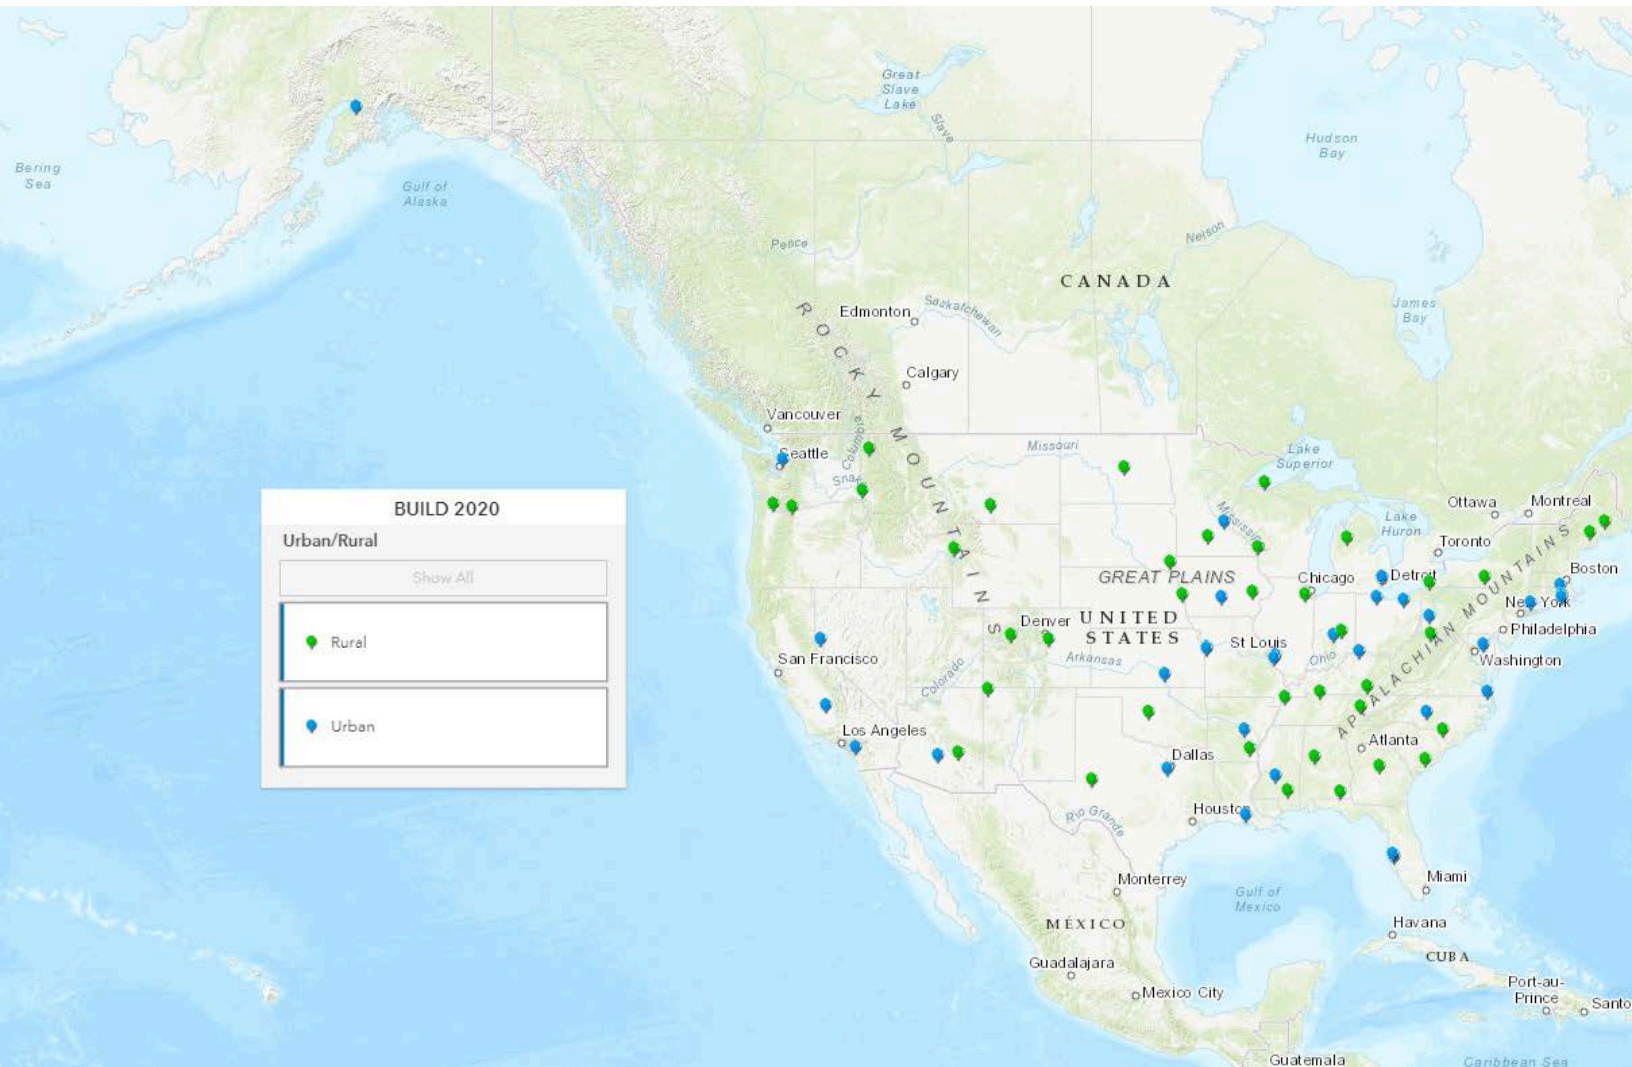 Great
Slave
Lake
Slave
Hudson
Bay
Bering
Sea
Gulf of
Alaska
Peace
Nelson
CANADA
James
Bay
Edmonton
Saskatchewan
ROCKY MOUNTAINS
Calgary
Vancouver
Columbia
Missouri
Seattle
Lake
Superior
Ottawa
Montreal
BUILD 2020
Lake
Huron
Toronto
Urban/Rural
Show All
GREAT PLAINS
Chicago
Detroit
Boston
New York
Denver
UNITED
STATES
St Louis
Philadelphia
Rural
San Francisco
Colorado
Arkansas
Ohio
Washington
APPALACHIAN MOUNTAINS
Urban
Los Angeles
Atlanta
Dallas
Houston
Rio Grande
Monterrey
Gulf of
Mexico
Miami
MÉXICO
Havana
CUBA
Guadalajara
Mexico City
Port-au-
Prince
Santo
Guatemala
Caribbean Sea